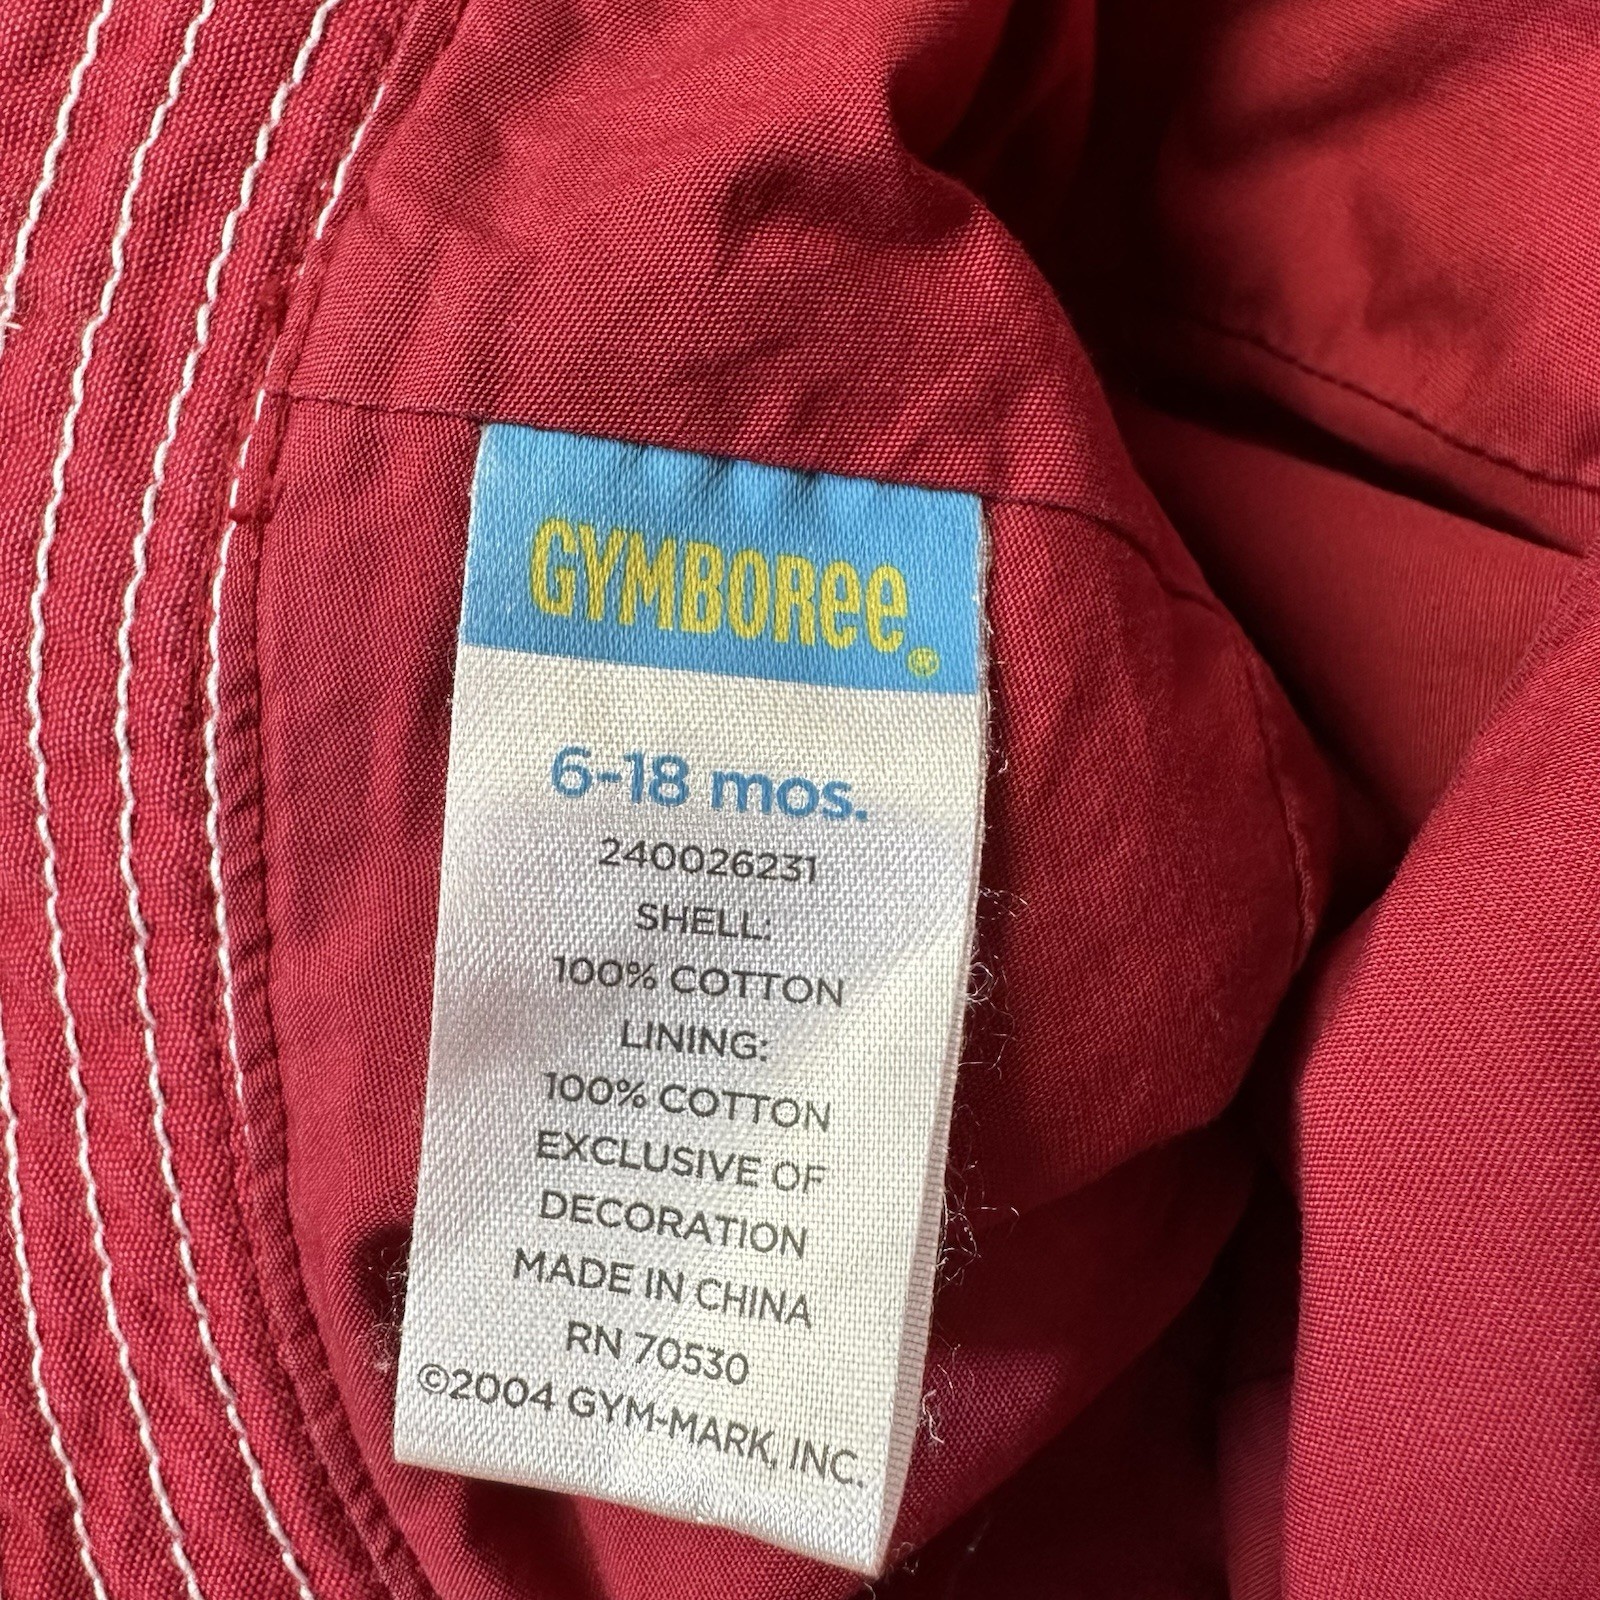 GYMBORee®
6-18 mos.
240026231
SHELL:
100% COTTON
LINING:
100% COTTON
EXCLUSIVE OF
DECORATION
MADE IN CHINA
RN 70530
©2004 GYM-MARK, INC.